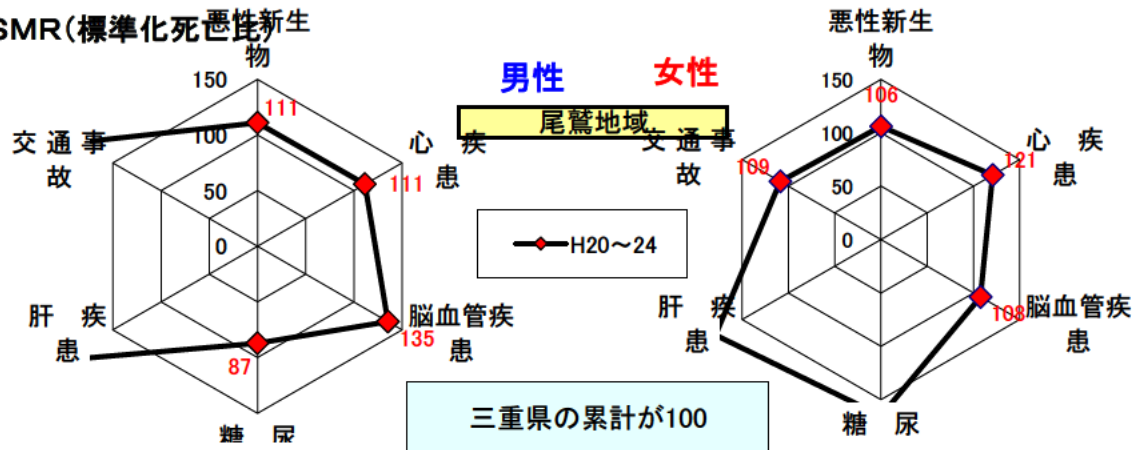 SMR(標準化死亡比)
悪性新生
物
150
111
100
50
0
交通事
故
心 疾
患
111
肝 疾
患
脳血管疾
患
135
87
糖 尿
男性
女性
尾鷲地域
H20～24
三重県の累計が100
悪性新生
物
150
106
100
50
0
交通事
故
109
心 疾
患
121
肝 疾
患
脳血管疾
患
108
糖 尿